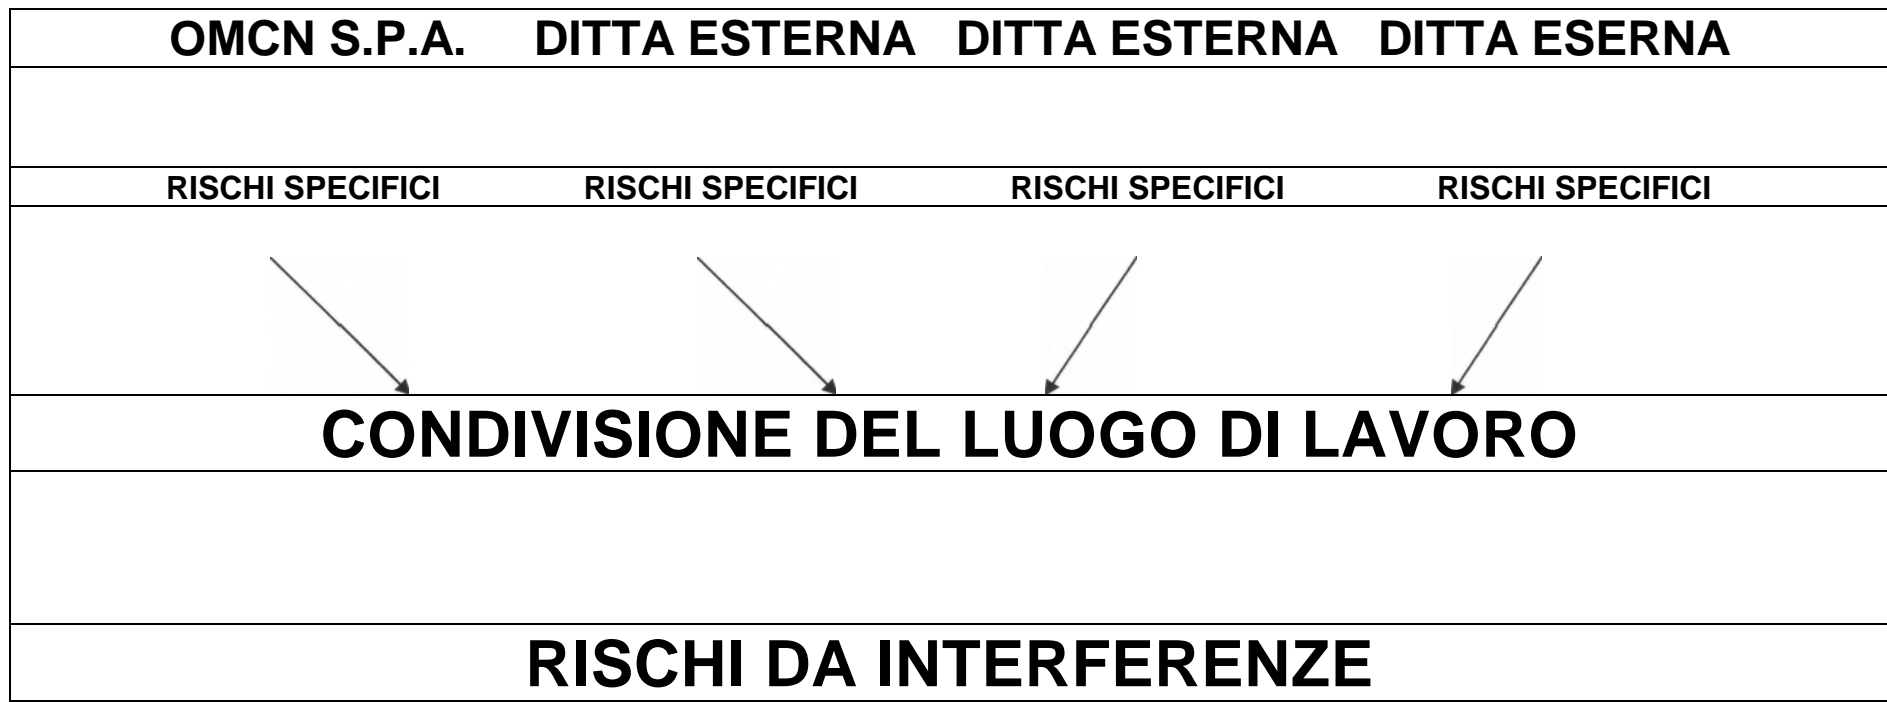 OMCN S.P.A. DITTA ESTERNA DITTA ESTERNA DITTA ESERNA
RISCHI SPECIFICI RISCHI SPECIFICI RISCHI SPECIFICI RISCHI SPECIFICI
CONDIVISIONE DEL LUOGO DI LAVORO
RISCHI DA INTERFERENZE